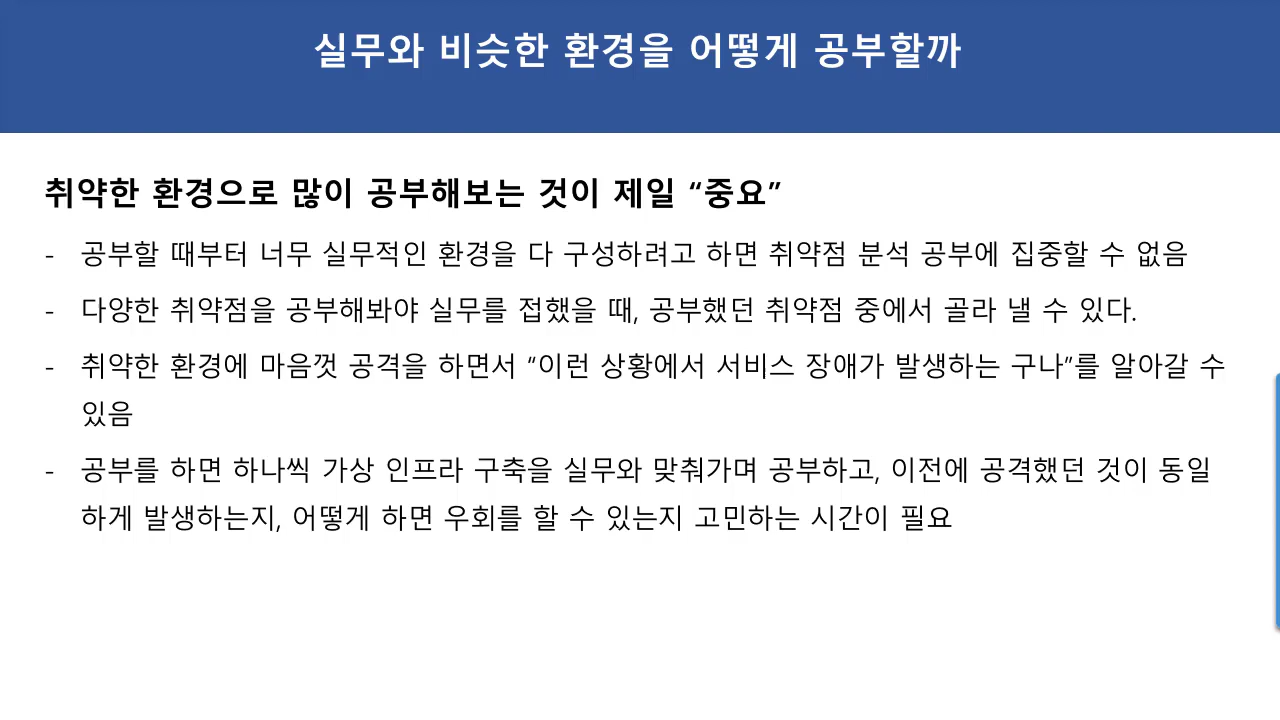 실무와 비슷한 환경을 어떻게 공부할까
취약한 환경으로 많이 공부해보는 것이 제일 “중요”
- 공부할 때부터 너무 실무적인 환경을 다 구성하려고 하면 취약점 분석 공부에 집중할 수 없음
- 다양한 취약점을 공부해봐야 실무를 접했을 때, 공부했던 취약점 중에서 골라 낼 수 있다.
- 취약한 환경에 마음껏 공격을 하면서 “이런 상황에서 서비스 장애가 발생하는 구나”를 알아갈 수
있음
- 공부를 하면 하나씩 가상 인프라 구축을 실무와 맞춰가며 공부하고, 이전에 공격했던 것이 동일
하게 발생하는지, 어떻게 하면 우회를 할 수 있는지 고민하는 시간이 필요